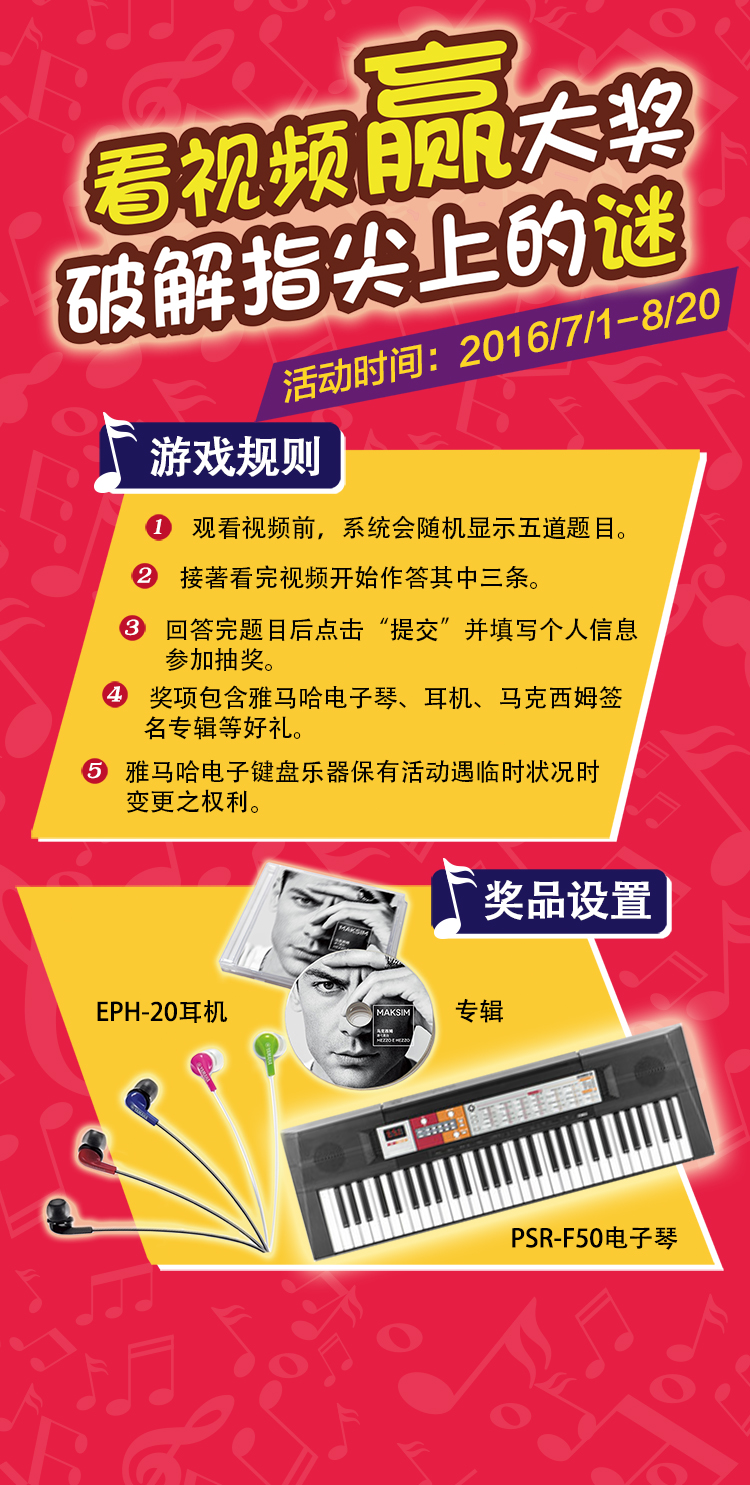 看视频赢大奖
破解指尖上的谜
活动时间：2016/7/1-8/20
游戏规则
1 观看视频前，系统会随机显示五道题目。
2 接著看完视频开始作答其中三条。
3 回答完题目后点击“提交”并填写个人信息
参加抽奖。
4 奖项包含雅马哈电子琴、耳机、马克西姆签
名专辑等好礼。
5 雅马哈电子键盘乐器保有活动遇临时状况时
变更之权利。
奖品设置
MAKSIM
EPH-20耳机
专辑
MAKSIM
马克西姆
MEZZO E MEZZO
PSR-F50电子琴